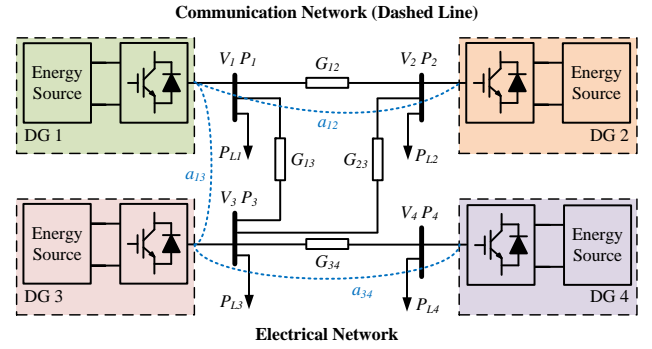 Communication Network (Dashed Line)
Energy
Source
DG 1
V1 P1
G12
V2 P2
Energy
Source
DG 2
a12
PL1
G13
G23
PL2
a13
Energy
Source
DG 3
V3 P3
G34
V4 P4
Energy
Source
DG 4
a34
PL3
PL4
Electrical Network